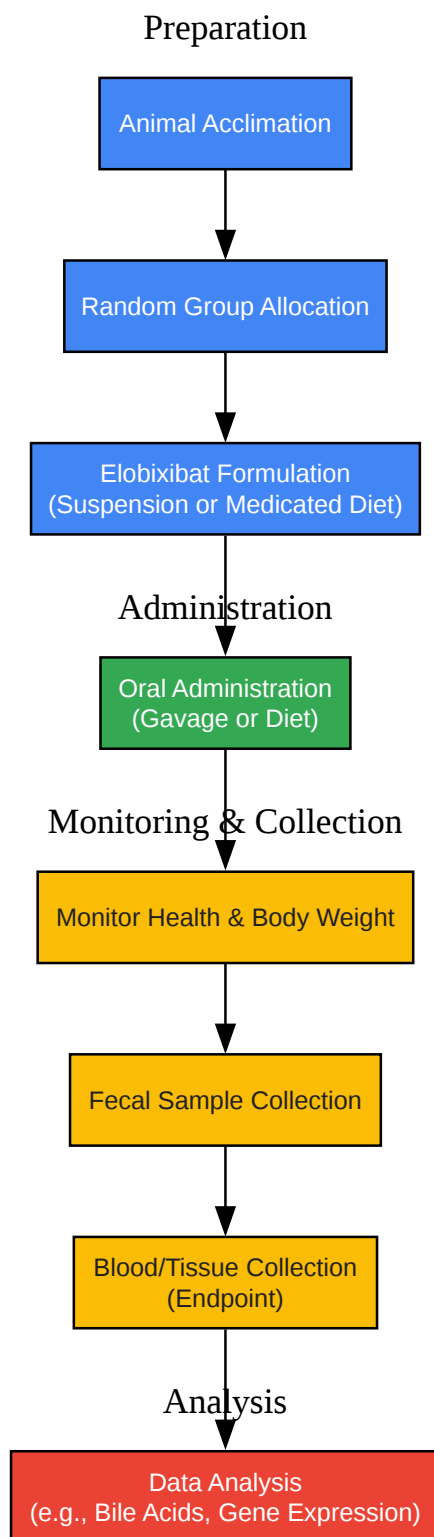 Preparation
Animal Acclimation
Random Group Allocation
Elobixibat Formulation
(Suspension or Medicated Diet)
Administration
Oral Administration
(Gavage or Diet)
Monitoring & Collection
Monitor Health & Body Weight
Fecal Sample Collection
Blood/Tissue Collection
(Endpoint)
Analysis
Data Analysis
(e.g., Bile Acids, Gene Expression)